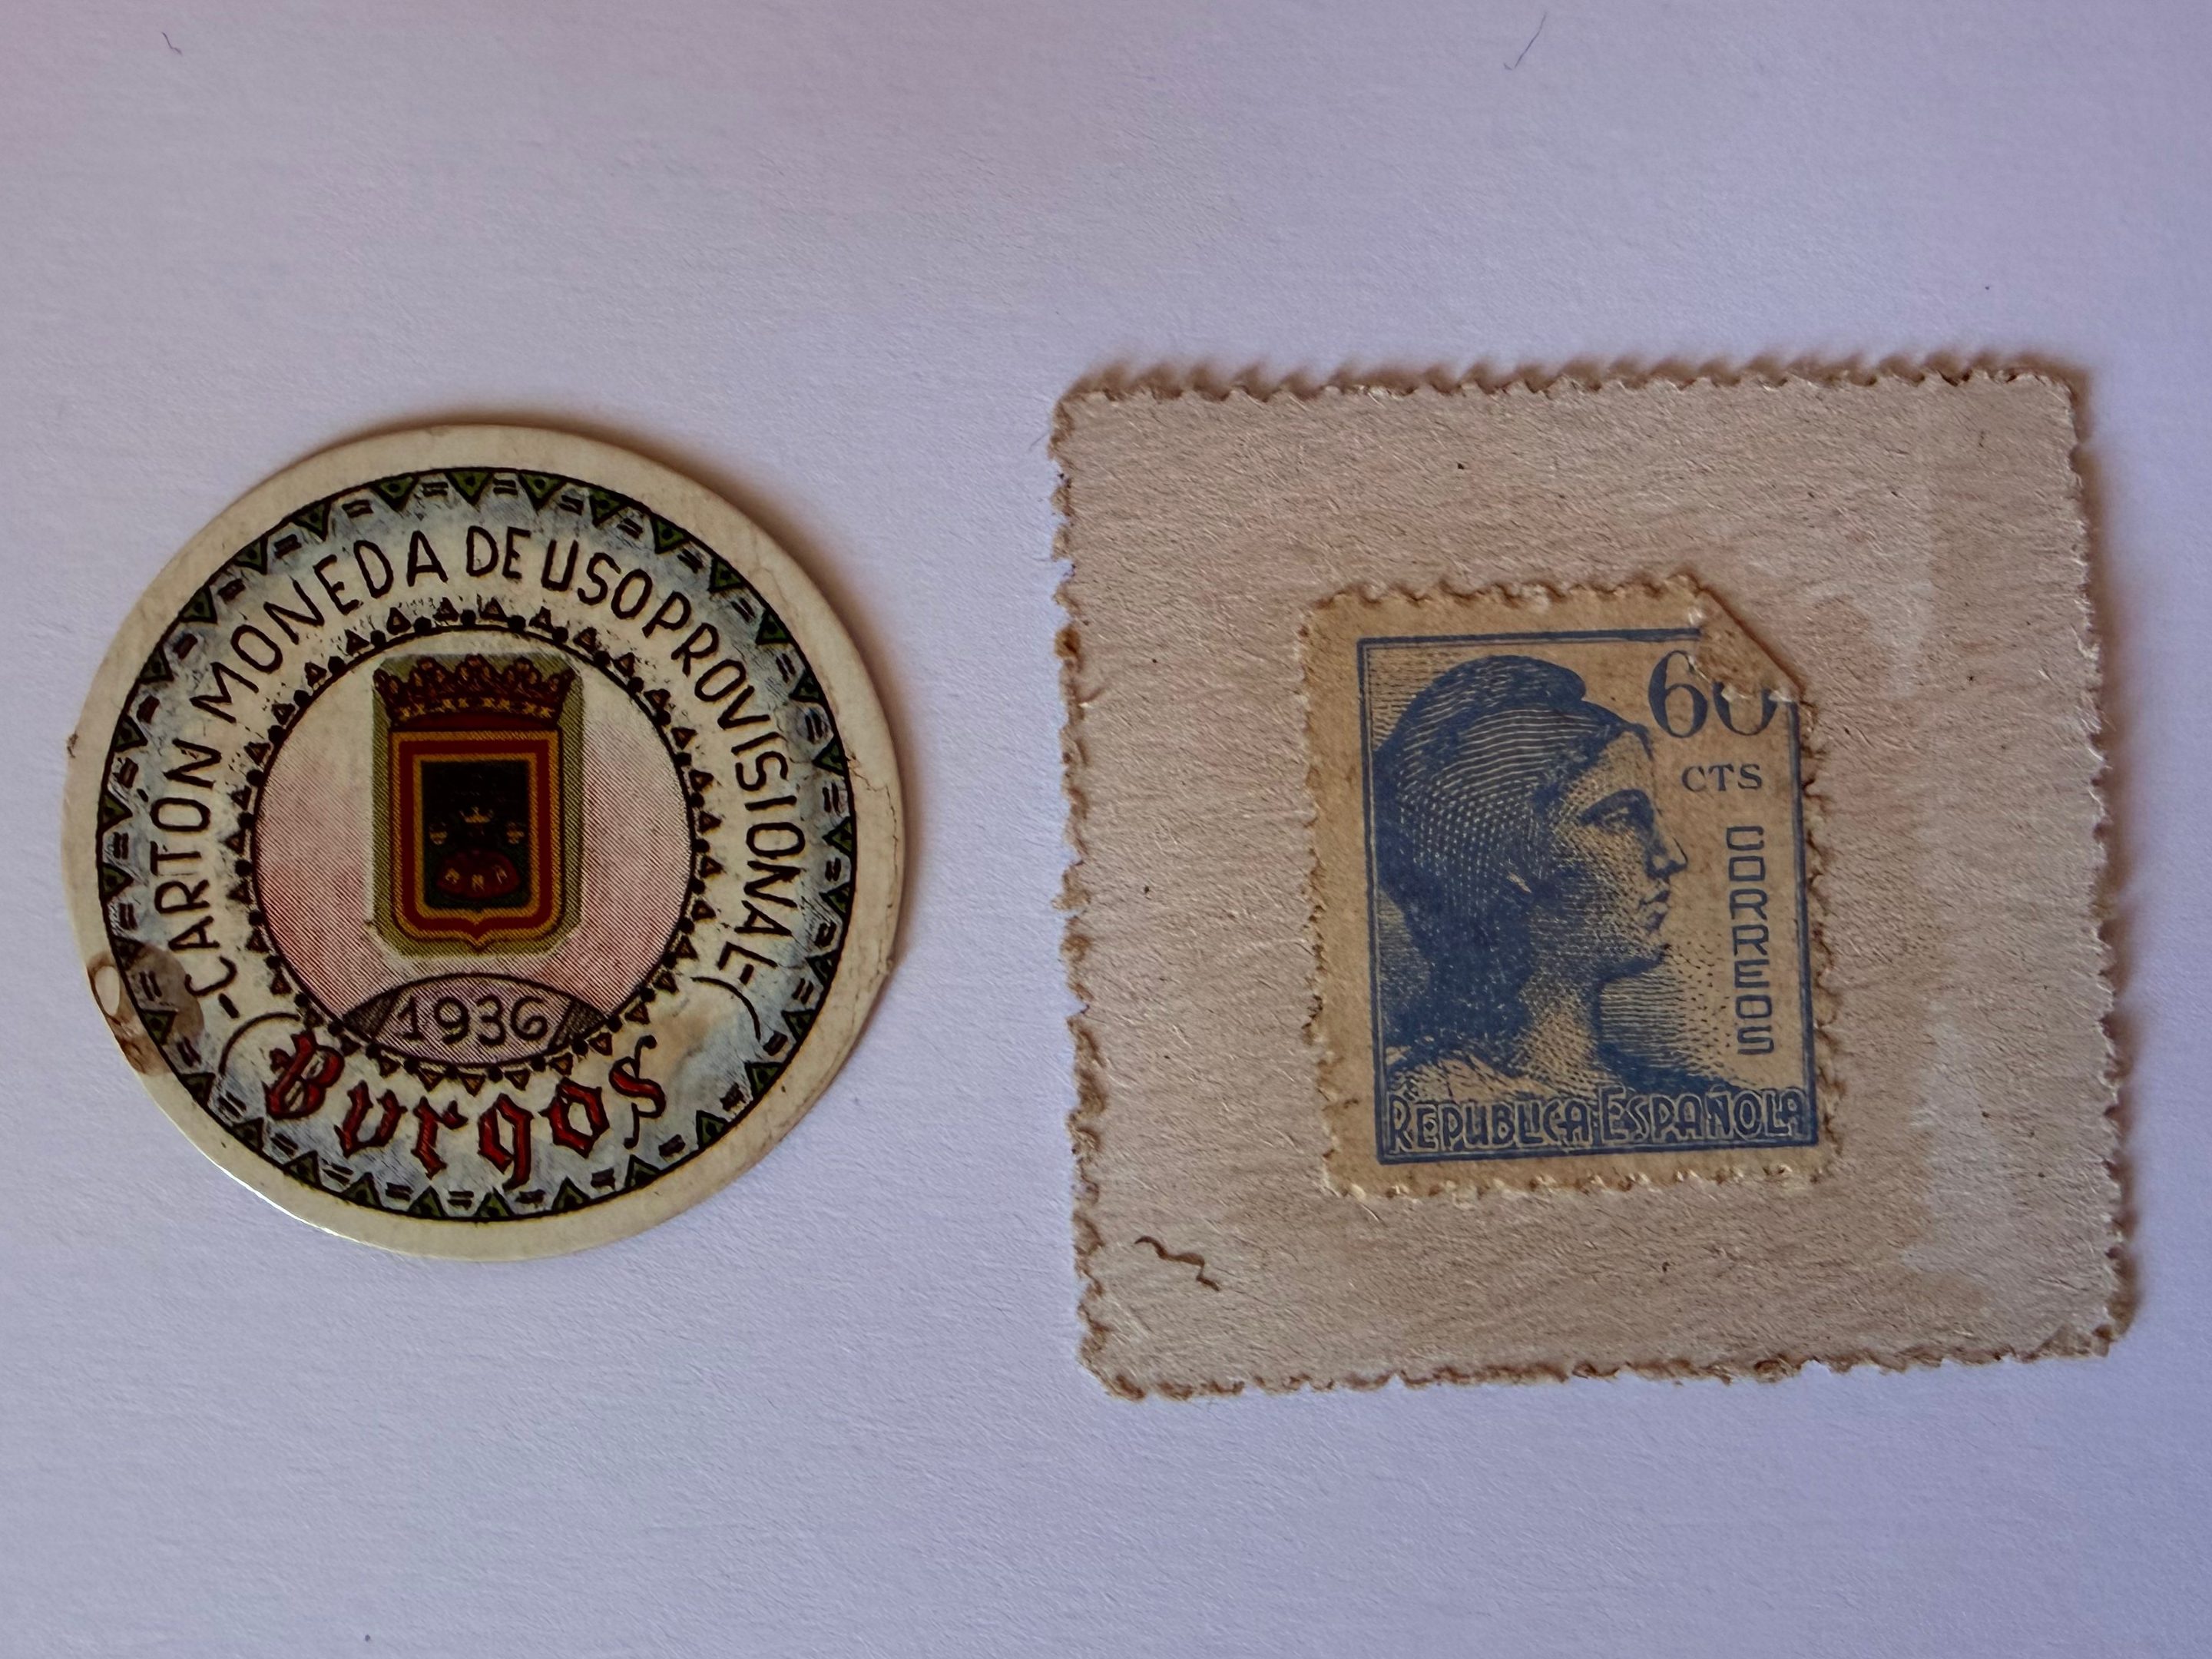 -CARTÓN MONEDA DE USO PROVISIONAL-
1936
Burgos
60
CTS
CORREOS
REPUBLICA ESPAÑOLA